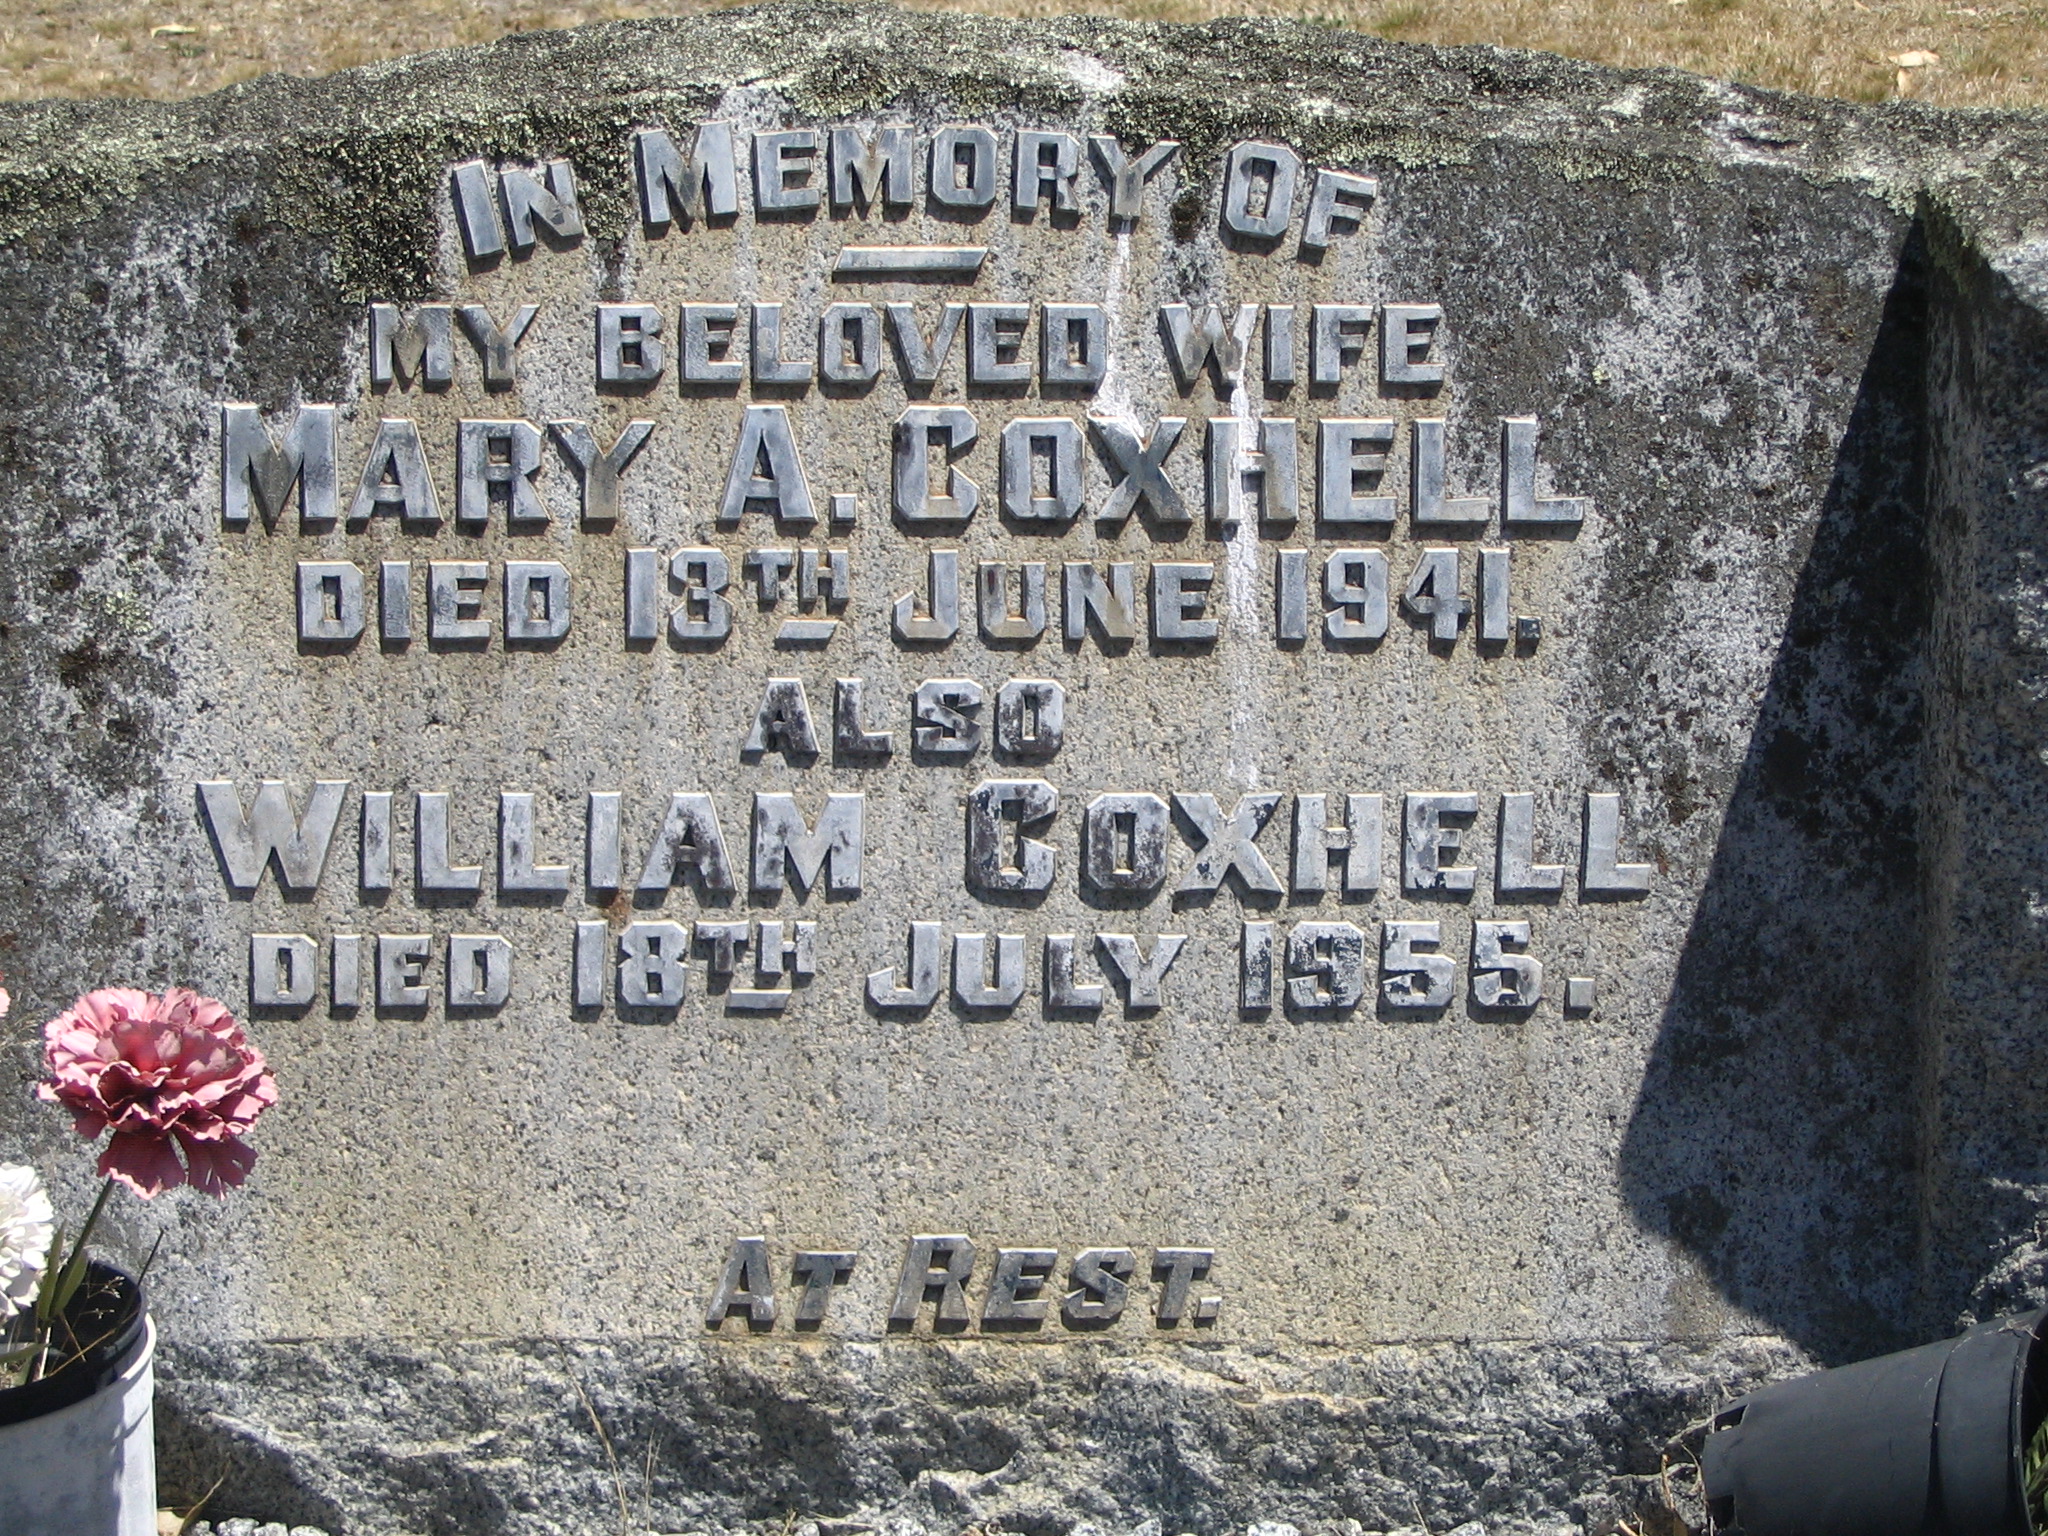 IN MEMORY OF
MY BELOVED WIFE
MARY A. COXHELL
DIED 13TH JUNE 1941.
ALSO
WILLIAM COXHELL
DIED 18TH JULY 1955.
AT REST.